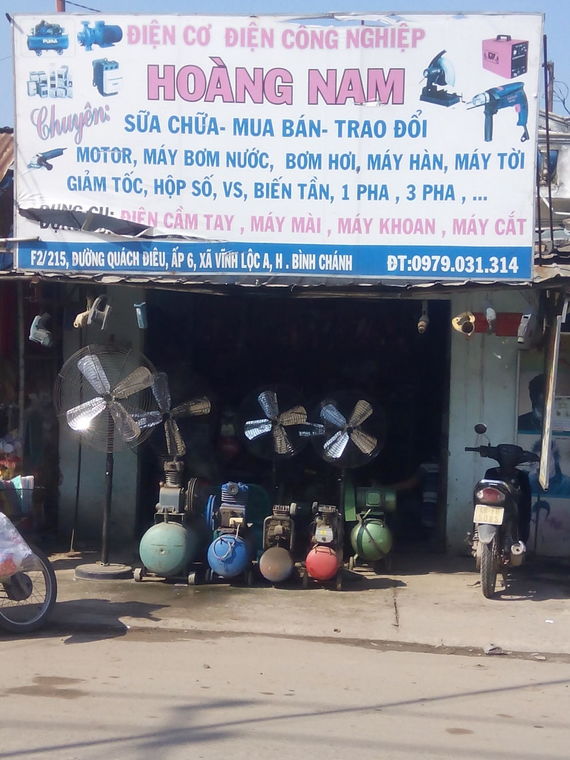 ĐIỆN CƠ ĐIỆN CÔNG NGHIỆP
HOÀNG NAM
Chuyên:
SỬA CHỮA- MUA BÁN- TRAO ĐỔI
MOTOR, MÁY BƠM NƯỚC, BƠM HƠI, MÁY HÀN, MÁY TỜI
GIẢM TỐC, HỘP SỐ, VS, BIẾN TẦN, 1 PHA , 3 PHA , ...
ĐIỆN CẦM TAY , MÁY MÀI , MÁY KHOAN , MÁY CẮT
F2/215, ĐƯỜNG QUÁCH ĐIÊU, ẤP 6, XÃ VĨNH LỘC A, H . BÌNH CHÁNH
ĐT:0979.031.314